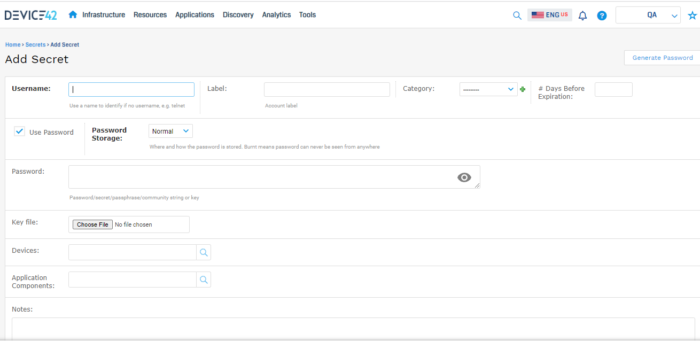 DEVICE42 Infrastructure Resources Applications Discovery Analytics Tools ENG US ? QA
Home › Secrets › Add Secret
Add Secret
Generate Password
Username: Label: Category: -------- # Days Before Expiration:
Use a name to identify if no username, e.g. telnet Account label
Use Password Password Storage: Normal
Where and how the password is stored. Burnt means password can never be seen from anywhere
Password:
Password/secret/passphrase/community string or key
Key file: Choose File No file chosen
Devices:
Application
Components:
Notes: